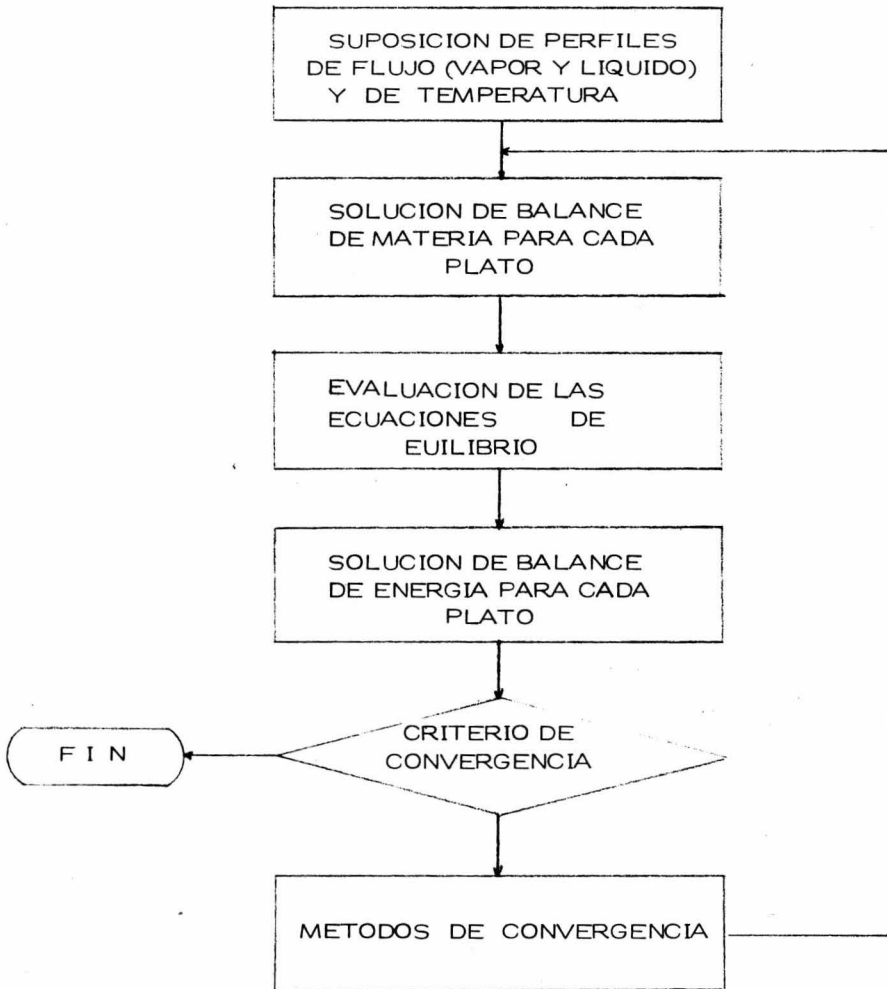 SUPOSICION DE PERFILES
DE FLUJO (VAPOR Y LIQUIDO)
Y DE TEMPERATURA
SOLUCION DE BALANCE
DE MATERIA PARA CADA
PLATO
EVALUACION DE LAS
ECUACIONES DE
EUILIBRIO
SOLUCION DE BALANCE
DE ENERGIA PARA CADA
PLATO
CRITERIO DE
CONVERGENCIA
F I N
METODOS DE CONVERGENCIA